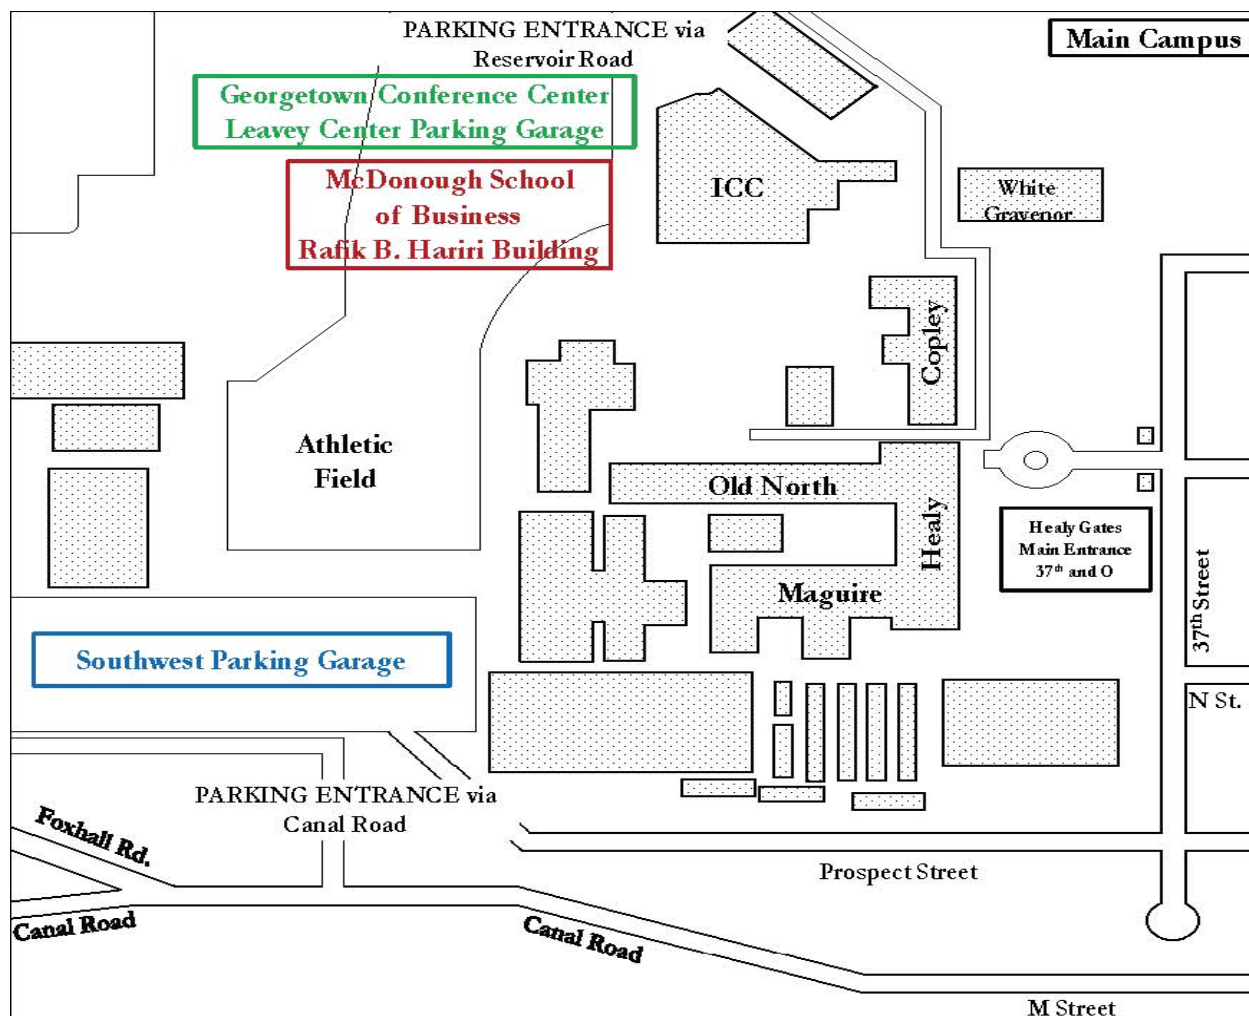 PARKING ENTRANCE via
Reservoir Road
Main Campus
Georgetown Conference Center
Leavey Center Parking Garage
McDonough School
of Business
Rafik B. Hariri Building
ICC
White
Gravenor
Copley
Athletic
Field
Old North
Healy
Healy Gates
Main Entrance
37th and O
Maguire
37th Street
Southwest Parking Garage
N St.
PARKING ENTRANCE via
Canal Road
Foxhall Rd.
Prospect Street
Canal Road
Canal Road
M Street